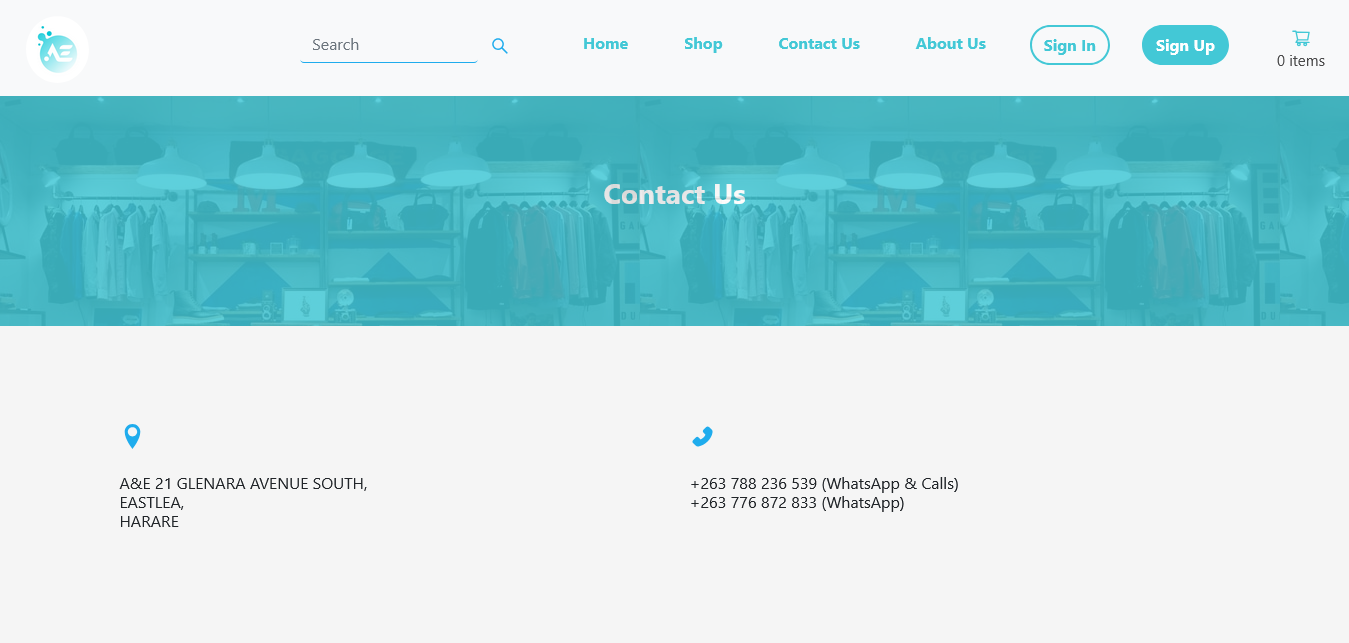 AE
Search
Home
Shop
Contact Us
About Us
Sign In
Sign Up
0 items
Contact Us
A&E 21 GLENARA AVENUE SOUTH,
EASTLEA,
HARARE
+263 788 236 539 (WhatsApp & Calls)
+263 776 872 833 (WhatsApp)